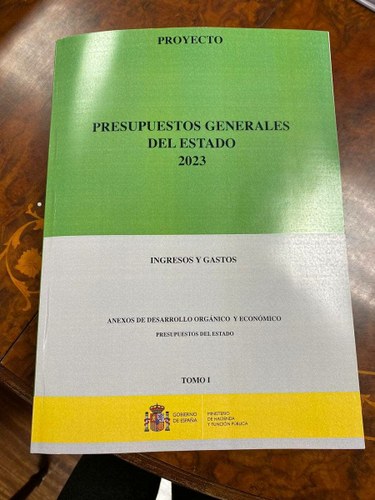 PROYECTO
PRESUPUESTOS GENERALES
DEL ESTADO
2023
INGRESOS Y GASTOS
ANEXOS DE DESARROLLO ORGÁNICO Y ECONÓMICO
PRESUPUESTOS DEL ESTADO
TOMO I
GOBIERNO
DE ESPAÑA
MINISTERIO
DE HACIENDA
Y FUNCIÓN PÚBLICA